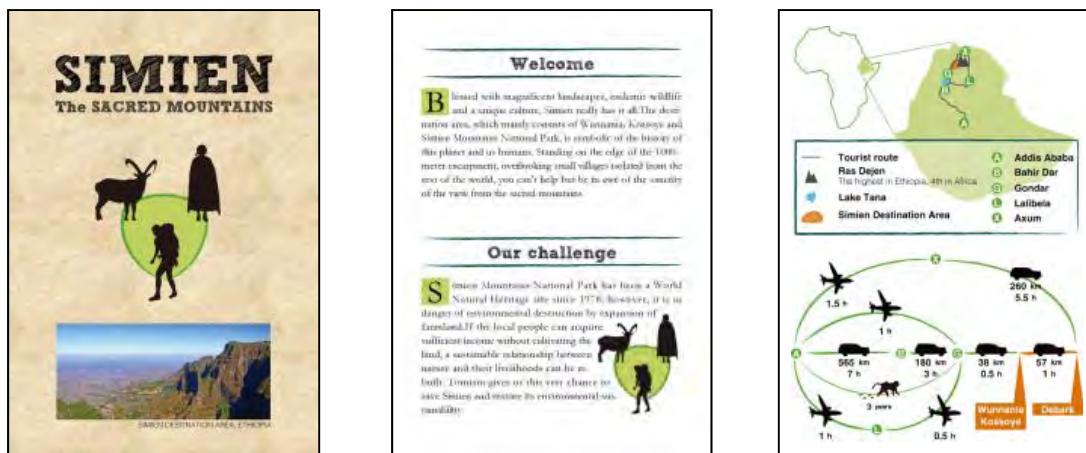 SIMIEN
The SACRED MOUNTAINS
SIMIEN DESTINATION AREA, ETHIOPIA
Welcome
Blessed with magnificent landscapes, endemic wildlife
and a unique culture, Simien really has it all. The desti-
nation area, which mainly consists of Wunnania, Kossoye and
Simien Mountains National Park, is symbolic of the history of
this planet and us humans. Standing on the edge of the 1000-
meter escarpment, overlooking small villages isolated from the
rest of the world, you can't help but be in awe of the sanctity
of the view from the sacred mountains.
Our challenge
Simien Mountains National Park has been a World
Natural Heritage site since 1978; however, it is in
danger of environmental destruction by expansion of
farmland. If the local people can acquire
sufficient income without cultivating the
land, a sustainable relationship between
nature and their livelihoods can be re-
built. Tourism gives us this very chance to
save Simien and restore its environmental sus-
tainability.
A
G
B
L
A
Tourist route
Ras Dejen
The highest in Ethiopia, 4th in Africa
Lake Tana
Simien Destination Area
A Addis Ababa
B Bahir Dar
G Gondar
L Lalibela
X Axum
X
1.5 h
260 km
5.5 h
1 h
A
565 km
7 h
B
180 km
3 h
G
38 km
0.5 h
57 km
1 h
3 years
Wunnania
Kossoye
Debark
1 h
L
0.5 h